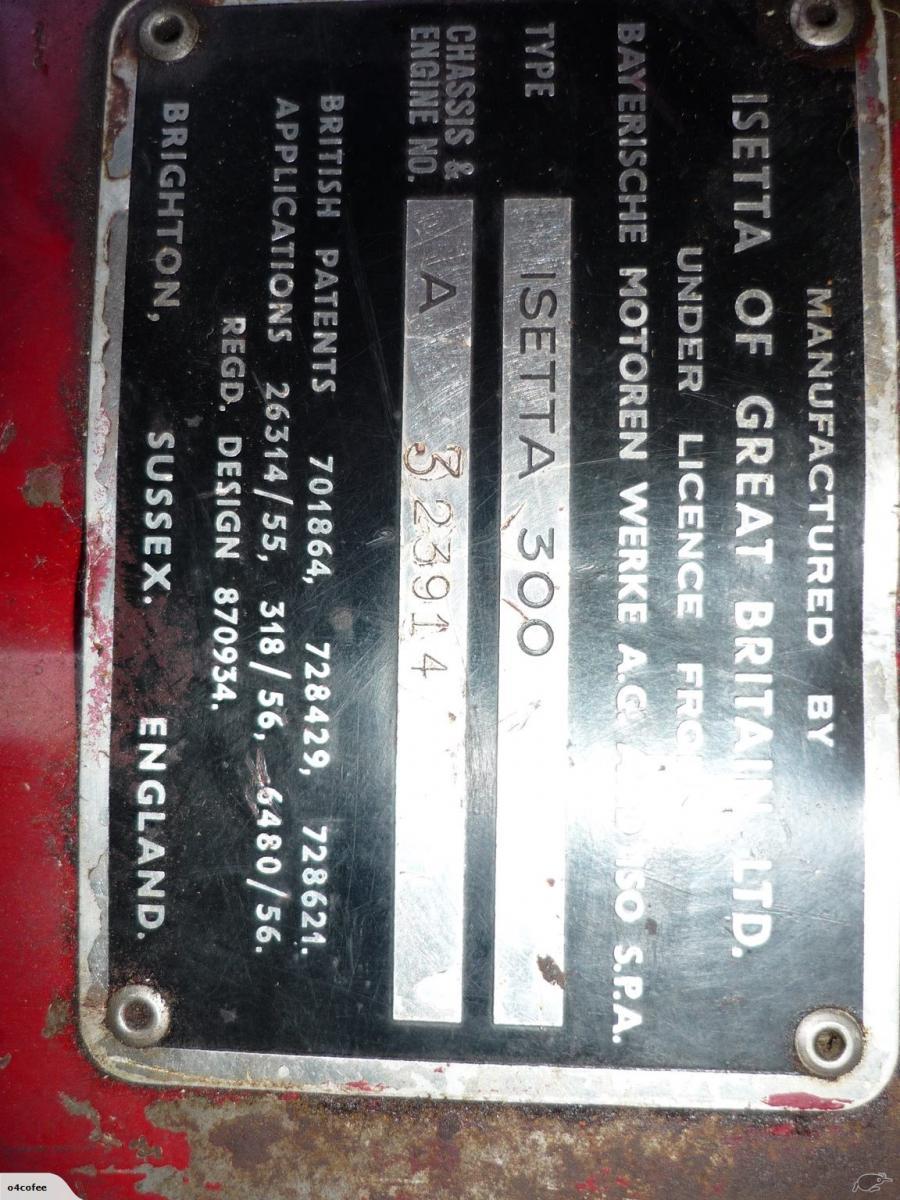 MANUFACTURED BY
ISETTA OF GREAT BRITAIN LTD.
UNDER LICENCE FROM
BAYERISCHE MOTOREN WERKE A.G. ISO S.P.A.
TYPE ISETTA 300
CHASSIS &
ENGINE NO. A 323914
BRITISH PATENTS 701864, 728429, 728621.
APPLICATIONS 26314/55, 318/56, 6480/56.
REGD. DESIGN 870934.
BRIGHTON, SUSSEX. ENGLAND.
o4cofee